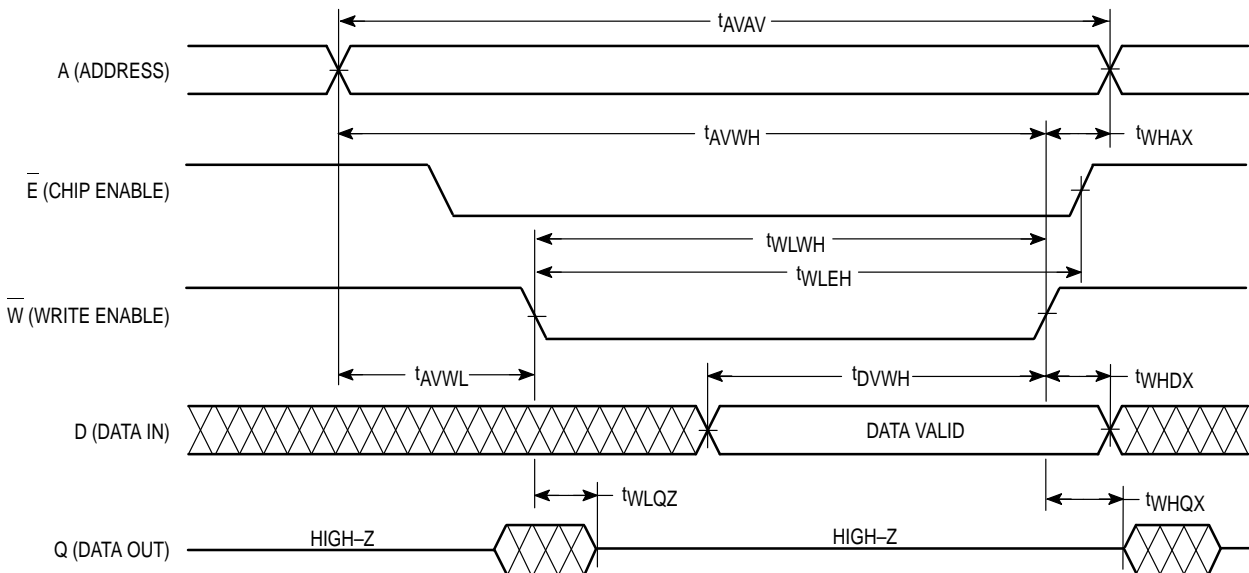 tAVAV
A (ADDRESS)
tAVWH
tWHAX
E (CHIP ENABLE)
tWLWH
tWLEH
W (WRITE ENABLE)
tAVWL
tDVWH
tWHDX
D (DATA IN)
DATA VALID
tWLQZ
tWHQX
Q (DATA OUT)
HIGH–Z
HIGH–Z